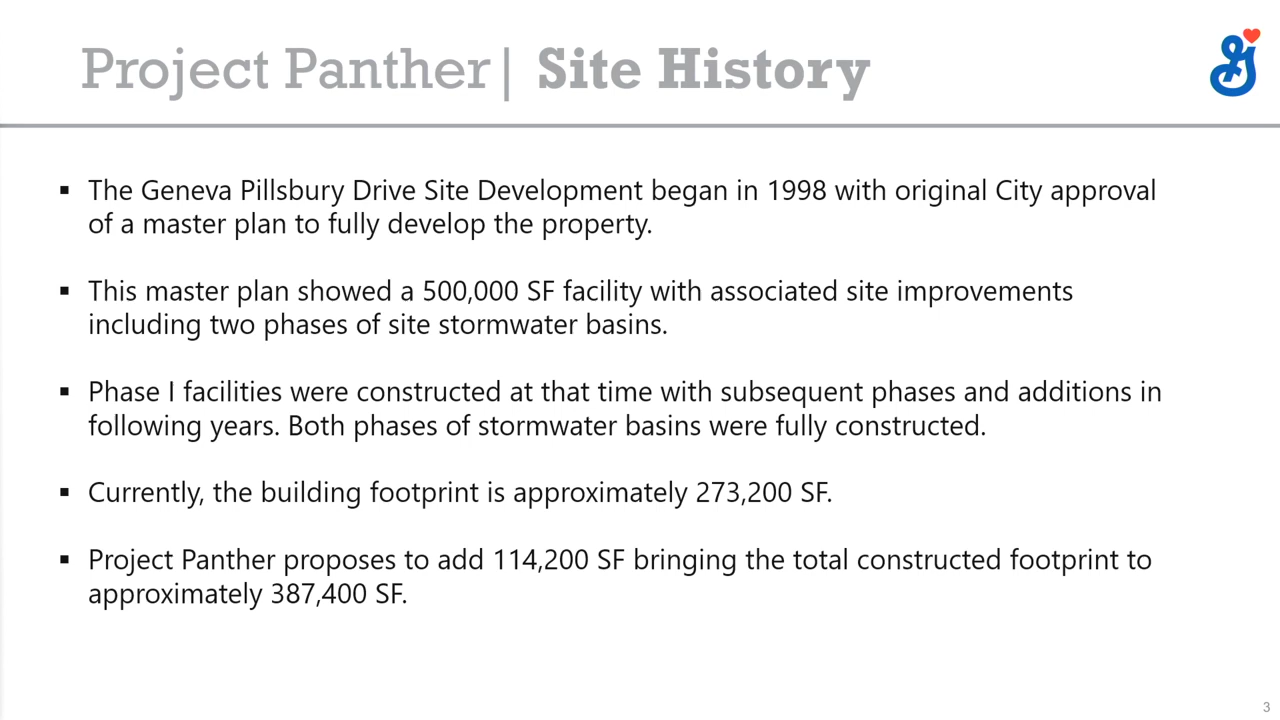 Project Panther| Site History
▪ The Geneva Pillsbury Drive Site Development began in 1998 with original City approval
of a master plan to fully develop the property.
▪ This master plan showed a 500,000 SF facility with associated site improvements
including two phases of site stormwater basins.
▪ Phase I facilities were constructed at that time with subsequent phases and additions in
following years. Both phases of stormwater basins were fully constructed.
▪ Currently, the building footprint is approximately 273,200 SF.
▪ Project Panther proposes to add 114,200 SF bringing the total constructed footprint to
approximately 387,400 SF.
3